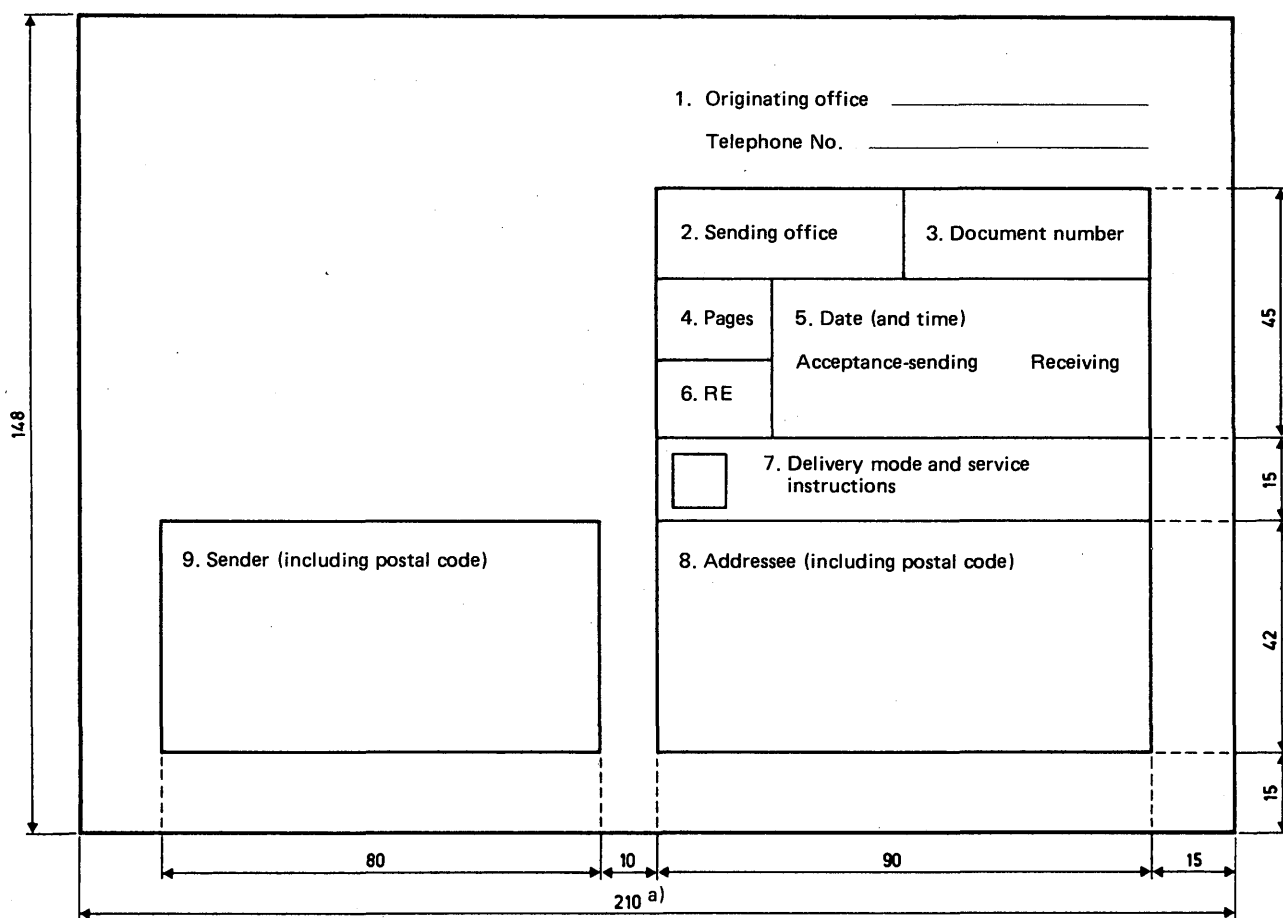 1. Originating office
Telephone No.
2. Sending office
3. Document number
4. Pages
5. Date (and time)
Acceptance-sending Receiving
6. RE
7. Delivery mode and service
instructions
9. Sender (including postal code)
8. Addressee (including postal code)
148
45
15
42
15
80
10
90
15
210 a)